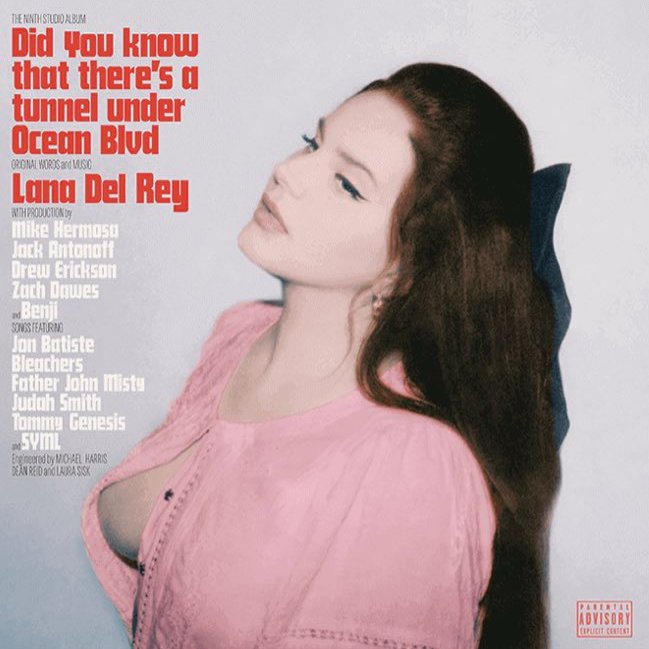 THE NINTH STUDIO ALBUM
Did you know
that there's a
tunnel under
Ocean Blvd
ORIGINAL WORDS and MUSIC
Lana Del Rey
WITH PRODUCTION by
Mike Hermosa
Jack Antonoff
Drew Erickson
Zach Dawes
and Benji
SONGS FEATURING
Jon Batiste
Bleachers
Father John Misty
Judah Smith
Tommy Genesis
and SYML
Engineered by MICHAEL HARRIS
DEAN REID and LAURA SISK
PARENTAL
ADVISORY
EXPLICIT CONTENT